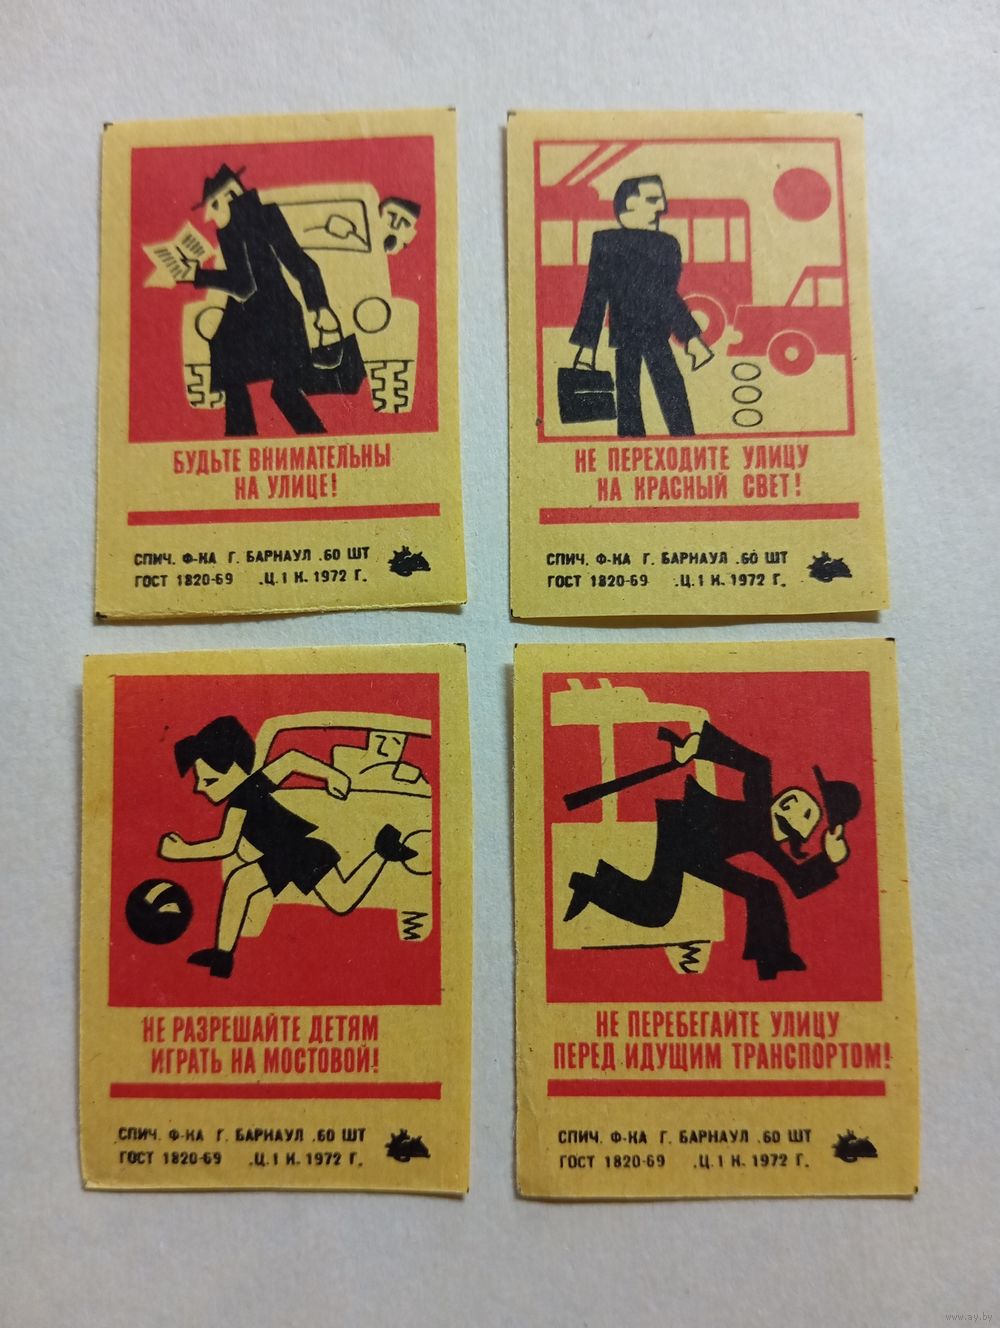 БУДЬТЕ ВНИМАТЕЛЬНЫ
НА УЛИЦЕ!
СПИЧ. Ф-КА Г. БАРНАУЛ .60 ШТ
ГОСТ 1820-69 .Ц.1 К. 1972 Г.
НЕ ПЕРЕХОДИТЕ УЛИЦУ
НА КРАСНЫЙ СВЕТ!
СПИЧ. Ф-КА Г. БАРНАУЛ .60 ШТ
ГОСТ 1820-69 .Ц.1 К. 1972 Г.
НЕ РАЗРЕШАЙТЕ ДЕТЯМ
ИГРАТЬ НА МОСТОВОЙ!
СПИЧ. Ф-КА Г. БАРНАУЛ .60 ШТ
ГОСТ 1820-69 .Ц.1 К. 1972 Г.
НЕ ПЕРЕБЕГАЙТЕ УЛИЦУ
ПЕРЕД ИДУЩИМ ТРАНСПОРТОМ!
СПИЧ. Ф-КА Г. БАРНАУЛ .60 ШТ
ГОСТ 1820-69 .Ц.1 К. 1972 Г.
www.ay.by